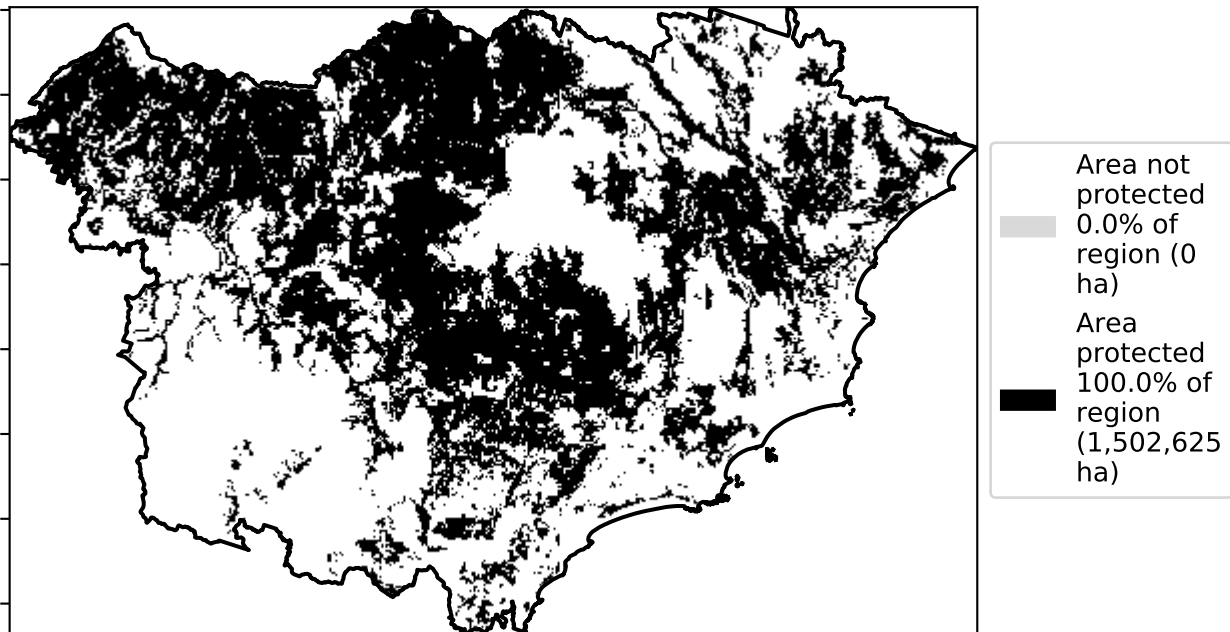 Area not
protected
0.0% of
region (0
ha)
Area
protected
100.0% of
region
(1,502,625
ha)